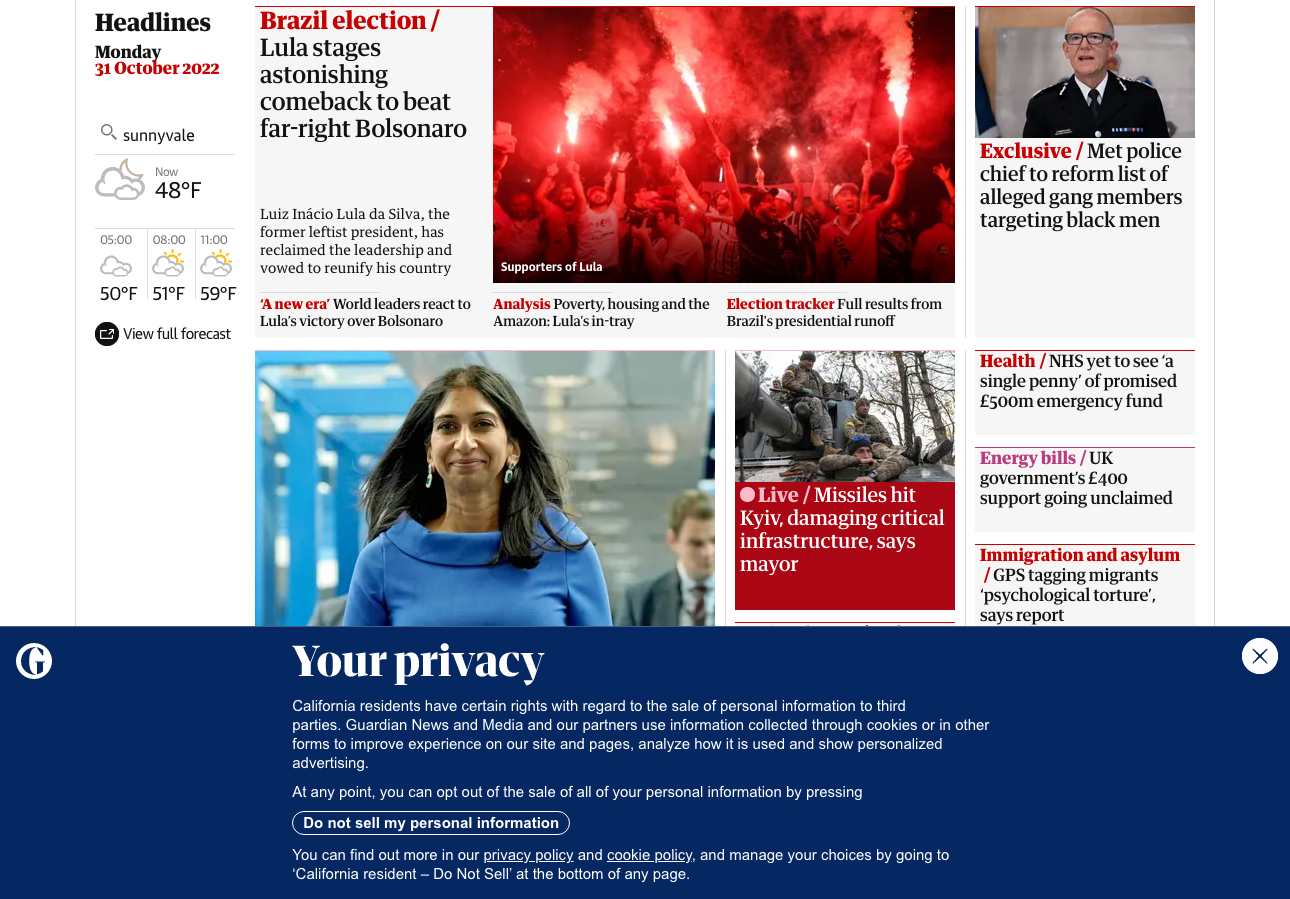 Headlines
Monday
31 October 2022
sunnyvale
Now
48°F
05:00
08:00
11:00
50°F
51°F
59°F
View full forecast
Brazil election /
Lula stages
astonishing
comeback to beat
far-right Bolsonaro
Luiz Inácio Lula da Silva, the
former leftist president, has
reclaimed the leadership and
vowed to reunify his country
Supporters of Lula
‘A new era’ World leaders react to
Lula’s victory over Bolsonaro
Analysis Poverty, housing and the
Amazon: Lula’s in-tray
Election tracker Full results from
Brazil's presidential runoff
Exclusive / Met police
chief to reform list of
alleged gang members
targeting black men
Live / Missiles hit
Kyiv, damaging critical
infrastructure, says
mayor
Health / NHS yet to see ‘a
single penny’ of promised
£500m emergency fund
Energy bills / UK
government’s £400
support going unclaimed
Immigration and asylum
/ GPS tagging migrants
‘psychological torture’,
says report
Your privacy
California residents have certain rights with regard to the sale of personal information to third
parties. Guardian News and Media and our partners use information collected through cookies or in other
forms to improve experience on our site and pages, analyze how it is used and show personalized
advertising.
At any point, you can opt out of the sale of all of your personal information by pressing
Do not sell my personal information
You can find out more in our privacy policy and cookie policy, and manage your choices by going to
‘California resident – Do Not Sell’ at the bottom of any page.